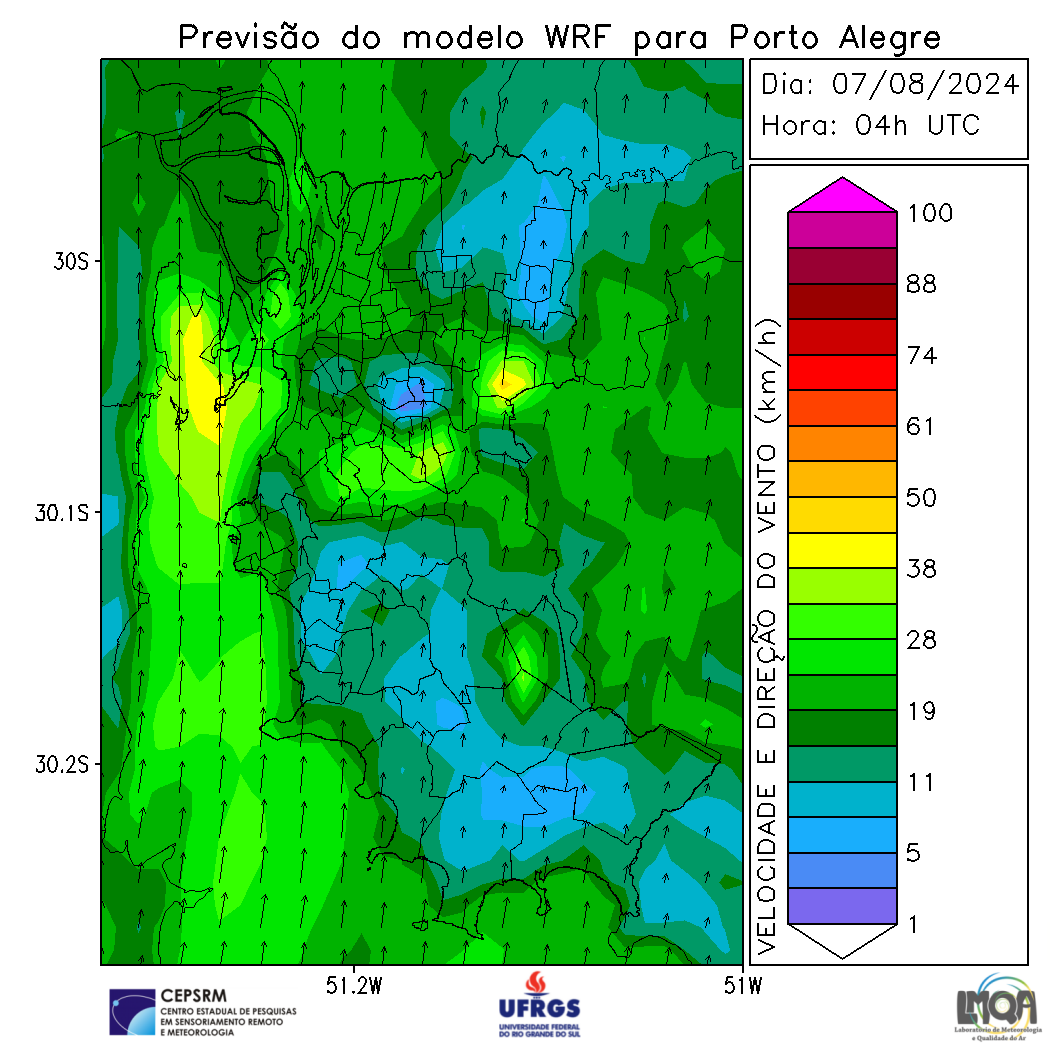 Previsão do modelo WRF para Porto Alegre
Dia: 07/08/2024
Hora: 04h UTC
30S
30.1S
30.2S
51.2W
51W
VELOCIDADE E DIREÇÃO DO VENTO (km/h)
100
88
74
61
50
38
28
19
11
5
1
CEPSRM
CENTRO ESTADUAL DE PESQUISAS
EM SENSORIAMENTO REMOTO
E METEOROLOGIA
UFRGS
UNIVERSIDADE FEDERAL
DO RIO GRANDE DO SUL
LMQA
Laboratório de Meteorologia
e Qualidade do Ar